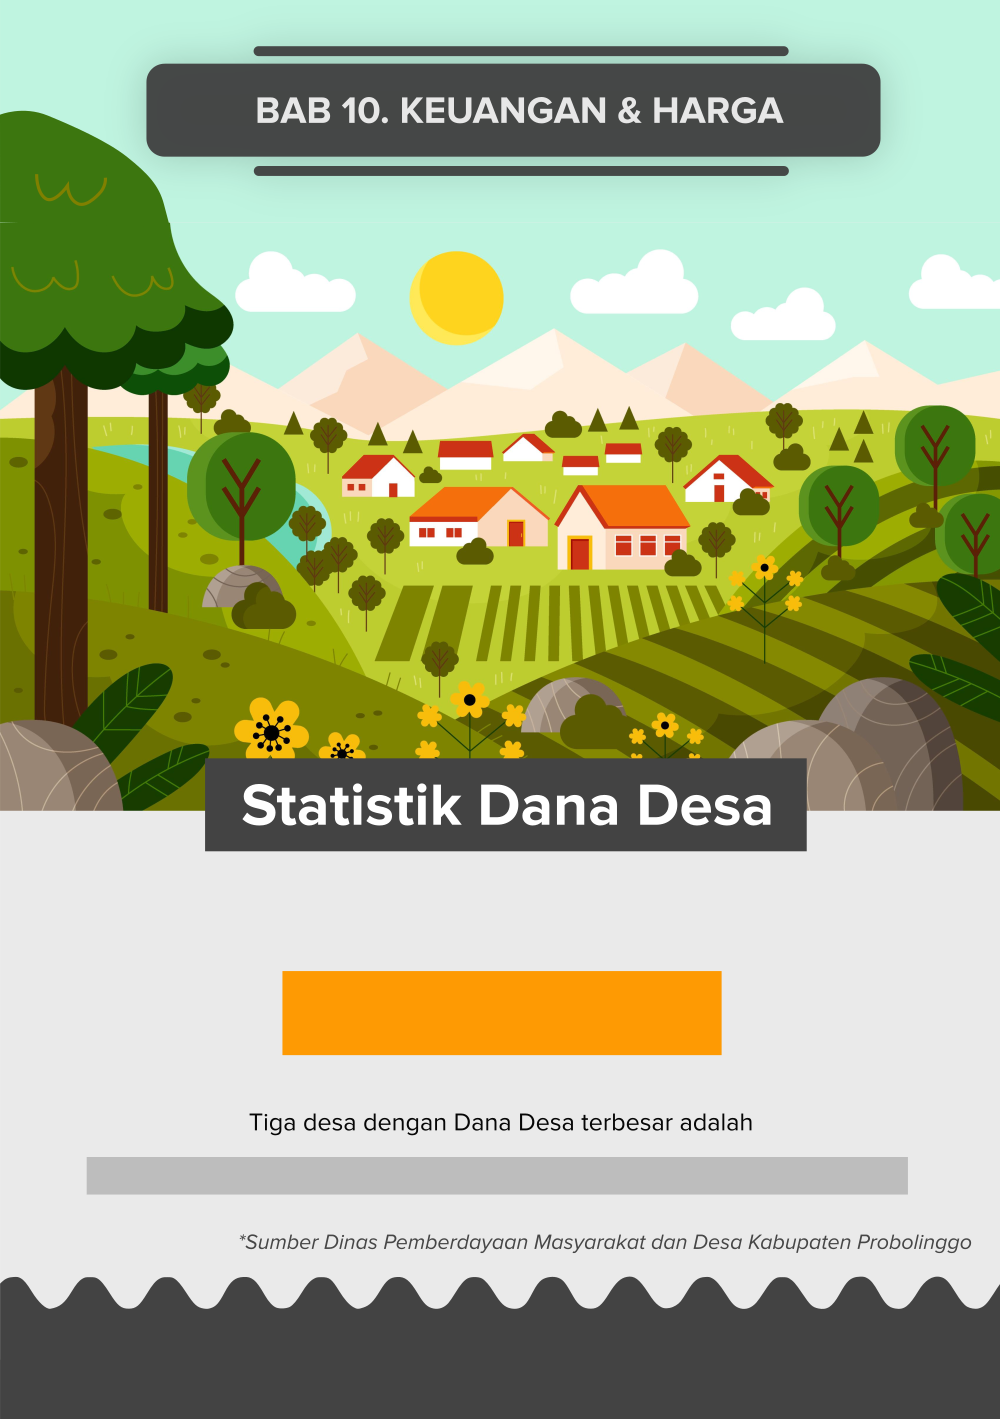 BAB 10. KEUANGAN & HARGA
Statistik Dana Desa
Tiga desa dengan Dana Desa terbesar adalah
*Sumber Dinas Pemberdayaan Masyarakat dan Desa Kabupaten Probolinggo